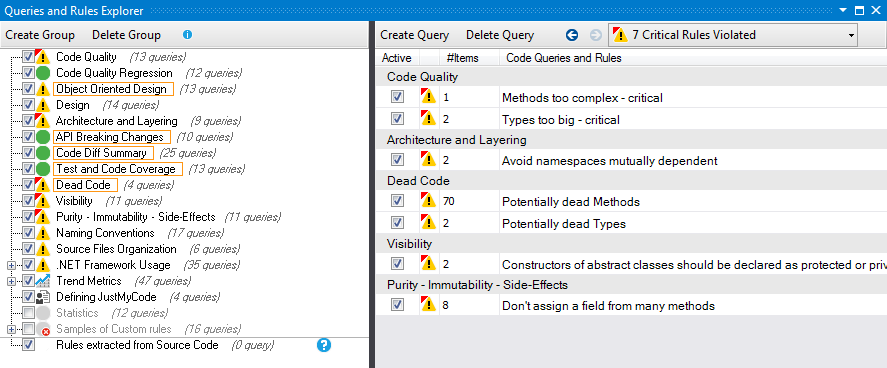 Queries and Rules Explorer
Create Group Delete Group
Code Quality (13 queries)
Code Quality Regression (12 queries)
Object Oriented Design (13 queries)
Design (14 queries)
Architecture and Layering (9 queries)
API Breaking Changes (10 queries)
Code Diff Summary (25 queries)
Test and Code Coverage (13 queries)
Dead Code (4 queries)
Visibility (11 queries)
Purity - Immutability - Side-Effects (11 queries)
Naming Conventions (17 queries)
Source Files Organization (6 queries)
.NET Framework Usage (35 queries)
Trend Metrics (47 queries)
Defining JustMyCode (4 queries)
Statistics (12 queries)
Samples of Custom rules (16 queries)
Rules extracted from Source Code (0 query)
Create Query Delete Query 7 Critical Rules Violated
Active #Items Code Queries and Rules
Code Quality
1 Methods too complex - critical
2 Types too big - critical
Architecture and Layering
2 Avoid namespaces mutually dependent
Dead Code
70 Potentially dead Methods
2 Potentially dead Types
Visibility
2 Constructors of abstract classes should be declared as protected or priv
Purity - Immutability - Side-Effects
8 Don't assign a field from many methods